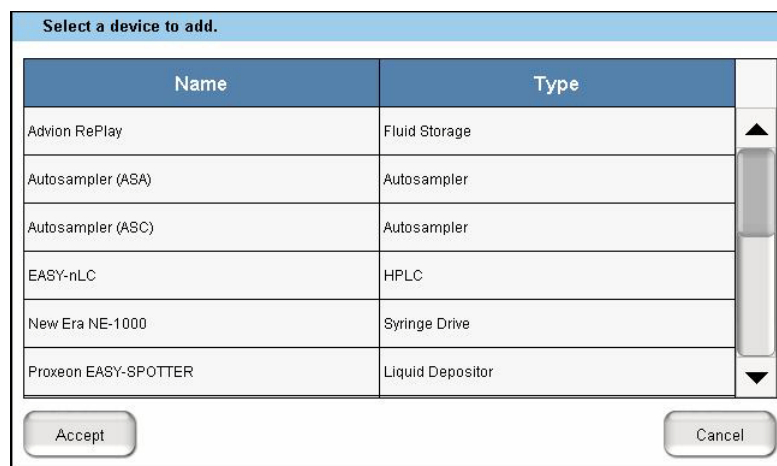 Select a device to add.
Name Type
Advion RePlay Fluid Storage
Autosampler (ASA) Autosampler
Autosampler (ASC) Autosampler
EASY-nLC HPLC
New Era NE-1000 Syringe Drive
Proxeon EASY-SPOTTER Liquid Depositor
Accept Cancel